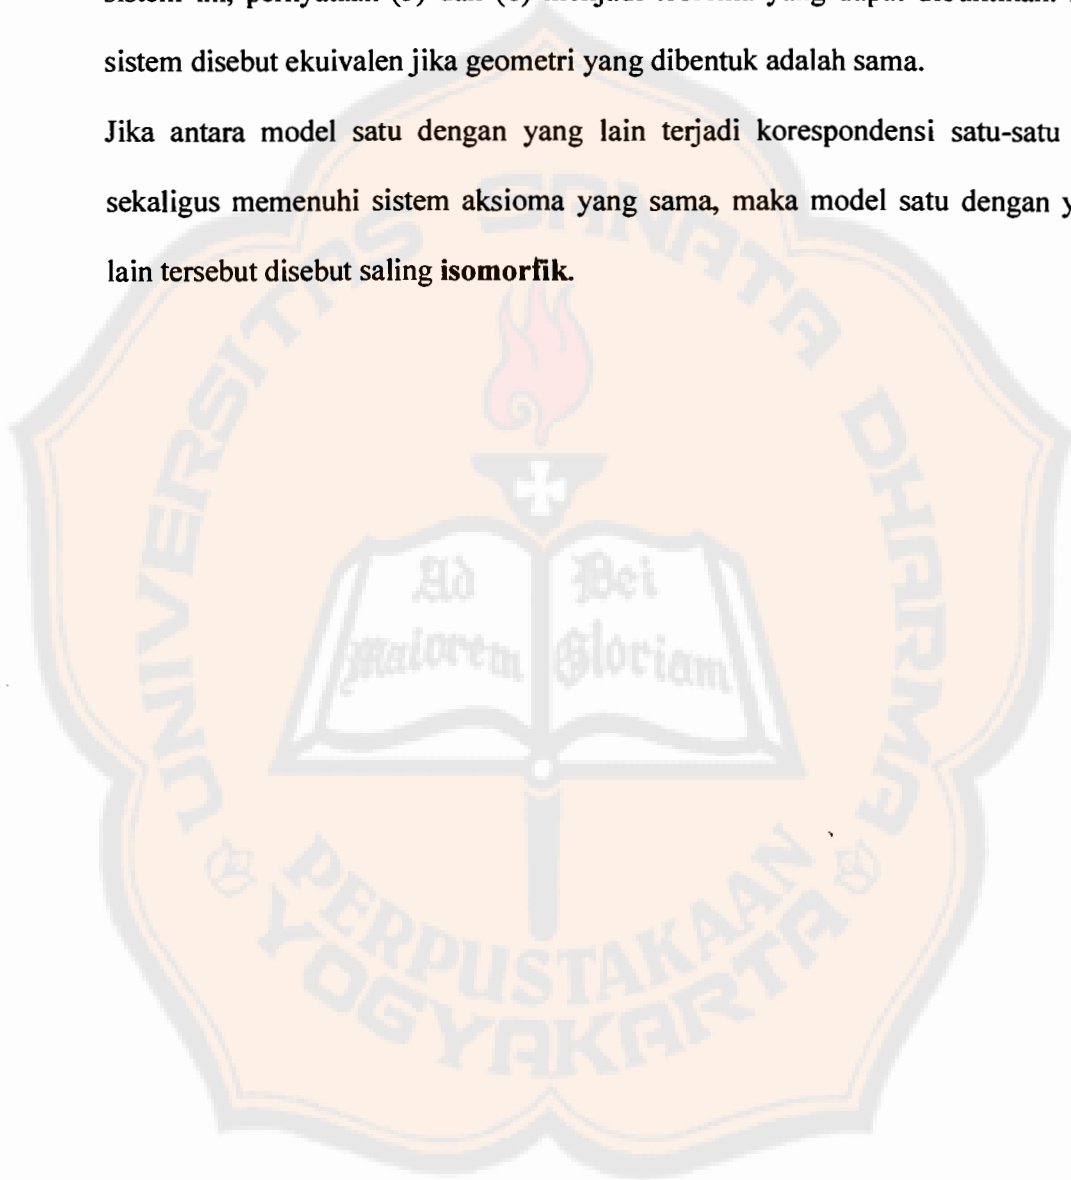 sistem disebut ekuivalen jika geometri yang dibentuk adalah sama.
Jika antara model satu dengan yang lain terjadi korespondensi satu-satu
sekaligus memenuhi sistem aksioma yang sama, maka model satu dengan
lain tersebut disebut saling isomorfik.
UNIVERSITAS SANATA DHARMA
Ad Dei
Maiorem Gloriam
PERPUSTAKAAN
YOGYAKARTA